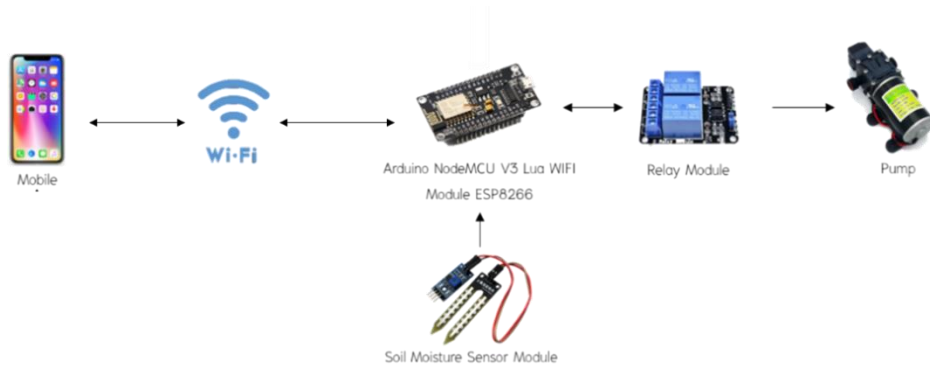 Wi-Fi
Mobile
Arduino NodeMCU V3 Lua WIFI
Module ESP8266
Relay Module
Pump
Soil Moisture Sensor Module